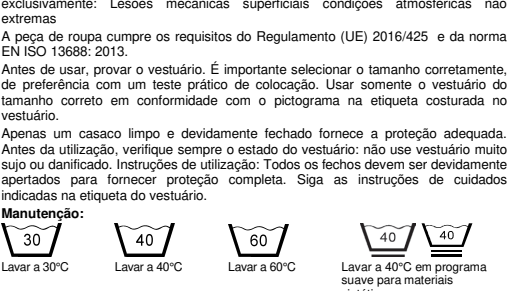 exclusivamente: Lesões mecânicas superficiais condições atmosféricas não
extremas
A peça de roupa cumpre os requisitos do Regulamento (UE) 2016/425 e da norma
EN ISO 13688: 2013.
Antes de usar, provar o vestuário. É importante selecionar o tamanho corretamente,
de preferência com um teste prático de colocação. Usar somente o vestuário do
tamanho correto em conformidade com o pictograma na etiqueta costurada no
vestuário.
Apenas um casaco limpo e devidamente fechado fornece a proteção adequada.
Antes da utilização, verifique sempre o estado do vestuário: não use vestuário muito
sujo ou danificado. Instruções de utilização: Todos os fechos devem ser devidamente
apertados para fornecer proteção completa. Siga as instruções de cuidados
indicadas na etiqueta do vestuário.
Manutenção:
30 40 60 40 40
Lavar a 30°C Lavar a 40°C Lavar a 60°C Lavar a 40°C em programa
suave para materiais